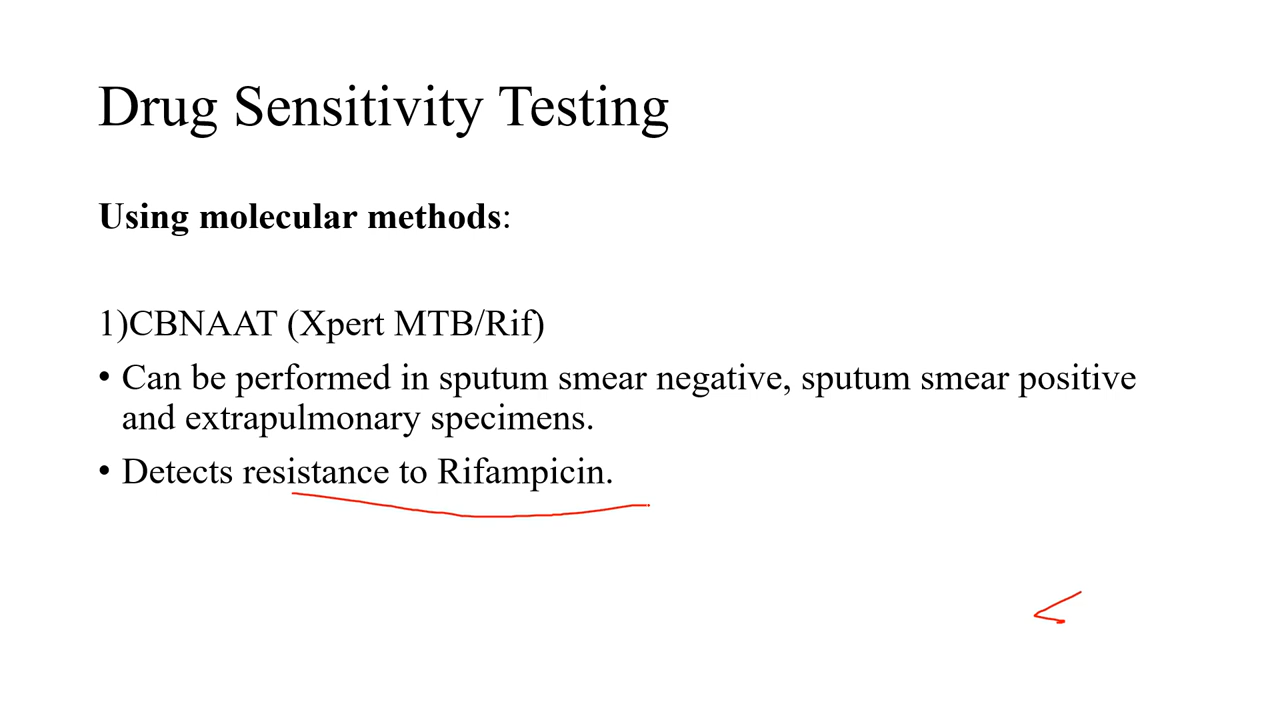 Drug Sensitivity Testing
Using molecular methods:
1)CBNAAT (Xpert MTB/Rif)
• Can be performed in sputum smear negative, sputum smear positive
and extrapulmonary specimens.
• Detects resistance to Rifampicin.